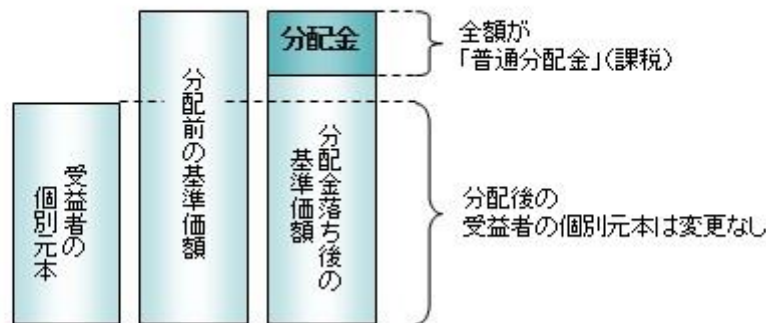 分配金
全額が
「普通分配金」(課税)
受益者の
個別元本
分配前の基準価額
分配金落ち後の
基準価額
分配後の
受益者の個別元本は変更なし